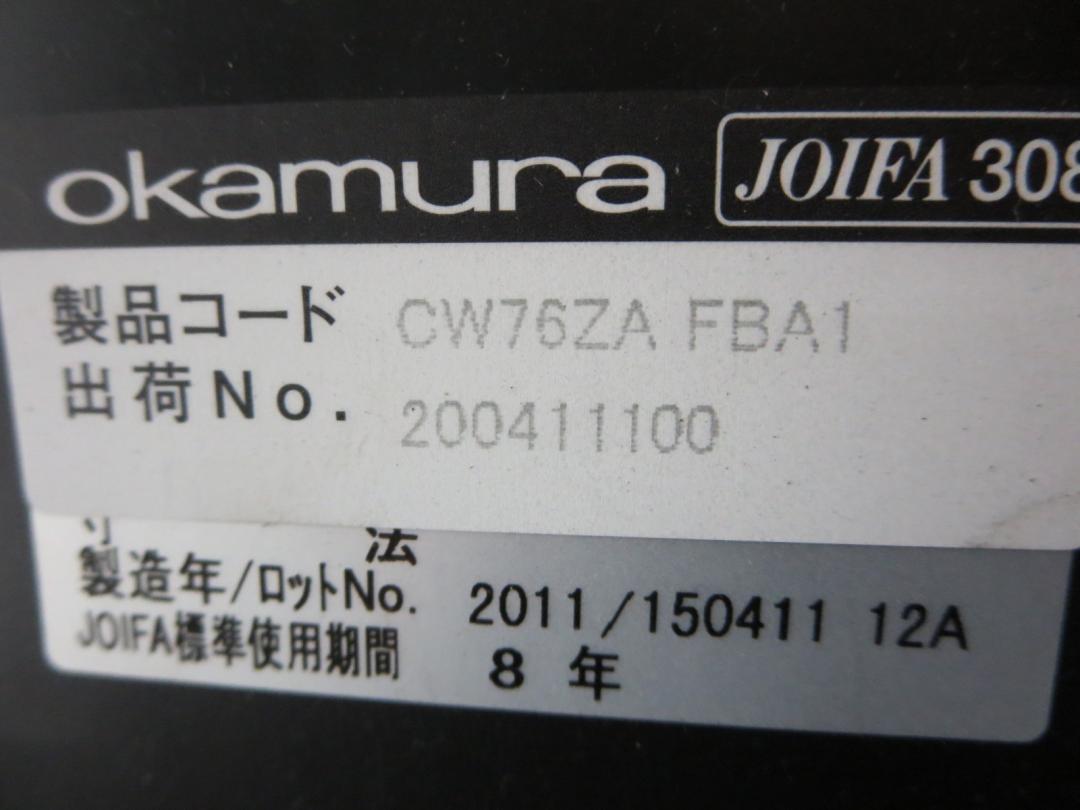 okamura JOIFA 308
製品コード CW76ZA FBA1
出荷No. 200411100
寸 法
製造年/ロットNo. 2011/150411 12A
JOIFA標準使用期間 8年